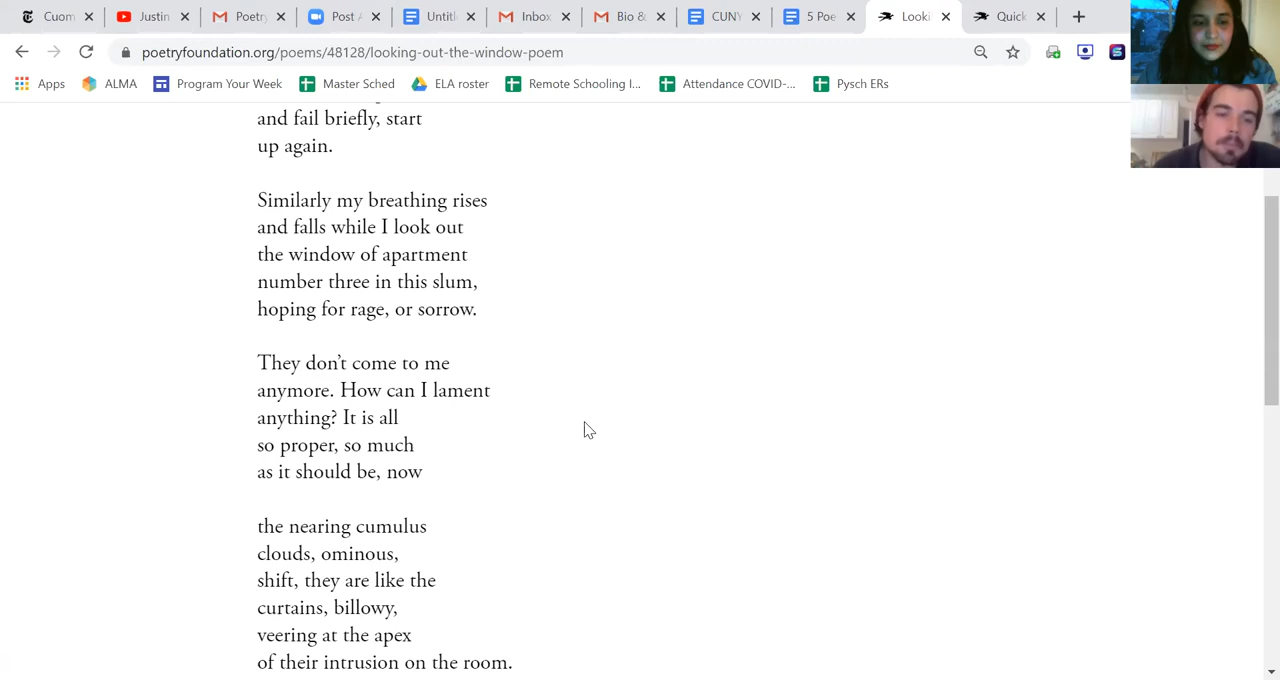 Cuom
Justin
Poetry
Post A
Untitl
Inbox
Bio &
CUNY
5 Poe
Looki
Quick
poetryfoundation.org/poems/48128/looking-out-the-window-poem
Apps
ALMA
Program Your Week
Master Sched
ELA roster
Remote Schooling I...
Attendance COVID-...
Pysch ERs
and fail briefly, start
up again.
Similarly my breathing rises
and falls while I look out
the window of apartment
number three in this slum,
hoping for rage, or sorrow.
They don’t come to me
anymore. How can I lament
anything? It is all
so proper, so much
as it should be, now
the nearing cumulus
clouds, ominous,
shift, they are like the
curtains, billowy,
veering at the apex
of their intrusion on the room.